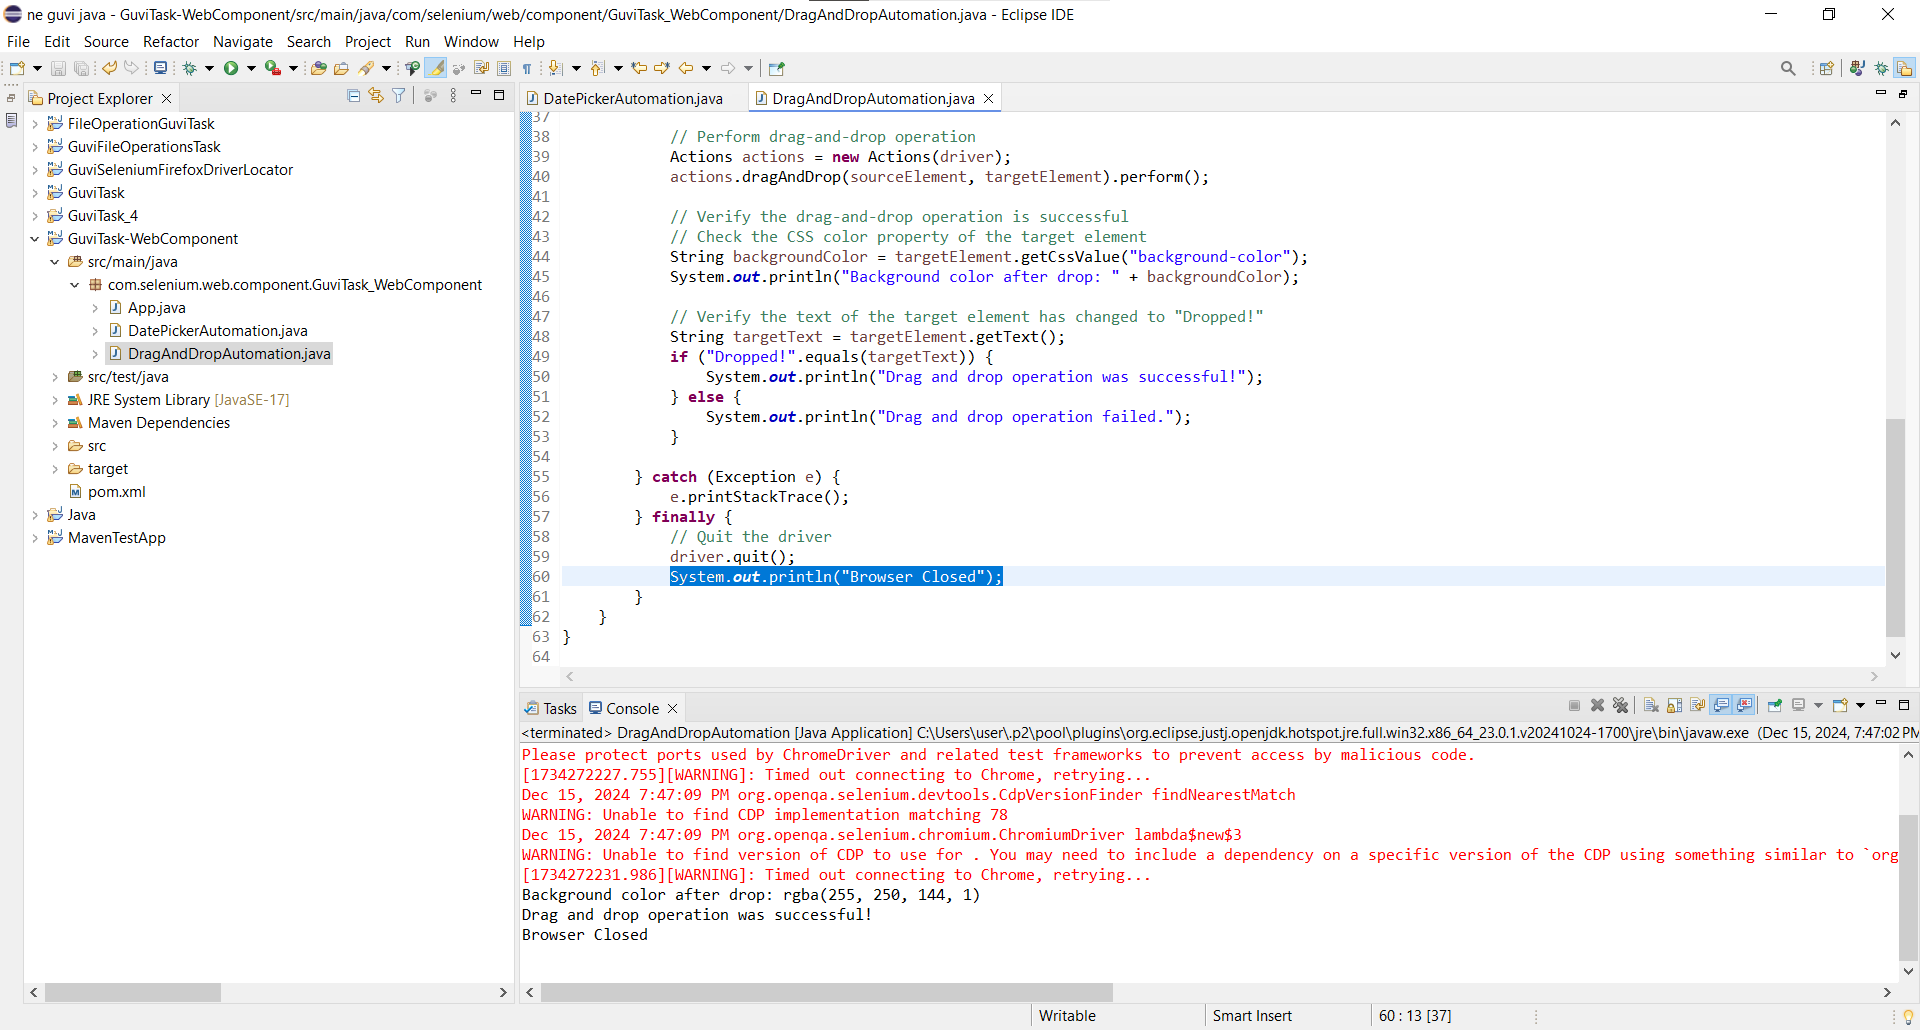 ne guvi java - GuviTask-WebComponent/src/main/java/com/selenium/web/component/GuviTask_WebComponent/DragAndDropAutomation.java - Eclipse IDE
File Edit Source Refactor Navigate Search Project Run Window Help
Project Explorer
FileOperationGuviTask
GuviFileOperationsTask
GuviSeleniumFirefoxDriverLocator
GuviTask
GuviTask_4
GuviTask-WebComponent
src/main/java
com.selenium.web.component.GuviTask_WebComponent
App.java
DatePickerAutomation.java
DragAndDropAutomation.java
src/test/java
JRE System Library [JavaSE-17]
Maven Dependencies
src
target
pom.xml
Java
MavenTestApp
DatePickerAutomation.java DragAndDropAutomation.java
37
38 // Perform drag-and-drop operation
39 Actions actions = new Actions(driver);
40 actions.dragAndDrop(sourceElement, targetElement).perform();
41
42 // Verify the drag-and-drop operation is successful
43 // Check the CSS color property of the target element
44 String backgroundColor = targetElement.getCssValue("background-color");
45 System.out.println("Background color after drop: " + backgroundColor);
46
47 // Verify the text of the target element has changed to "Dropped!"
48 String targetText = targetElement.getText();
49 if ("Dropped!".equals(targetText)) {
50 System.out.println("Drag and drop operation was successful!");
51 } else {
52 System.out.println("Drag and drop operation failed.");
53 }
54
55 } catch (Exception e) {
56 e.printStackTrace();
57 } finally {
58 // Quit the driver
59 driver.quit();
60 System.out.println("Browser Closed");
61 }
62 }
63 }
64
Tasks Console
<terminated> DragAndDropAutomation [Java Application] C:\Users\user\.p2\pool\plugins\org.eclipse.justj.openjdk.hotspot.jre.full.win32.x86_64_23.0.1.v20241024-1700\jre\bin\javaw.exe (Dec 15, 2024, 7:47:02 PM
Please protect ports used by ChromeDriver and related test frameworks to prevent access by malicious code.
[1734272227.755][WARNING]: Timed out connecting to Chrome, retrying...
Dec 15, 2024 7:47:09 PM org.openqa.selenium.devtools.CdpVersionFinder findNearestMatch
WARNING: Unable to find CDP implementation matching 78
Dec 15, 2024 7:47:09 PM org.openqa.selenium.chromium.ChromiumDriver lambda$new$3
WARNING: Unable to find version of CDP to use for . You may need to include a dependency on a specific version of the CDP using something similar to `org
[1734272231.986][WARNING]: Timed out connecting to Chrome, retrying...
Background color after drop: rgba(255, 250, 144, 1)
Drag and drop operation was successful!
Browser Closed
Writable Smart Insert 60 : 13 [37]